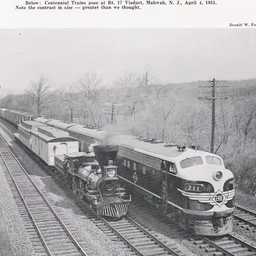 Below: Centennial Trains pose at Rt. 17 Viaduct, Mahwah, N. J., April 4, 1951.
Note the contrast in size — greater than we thought.
Donald W.
711